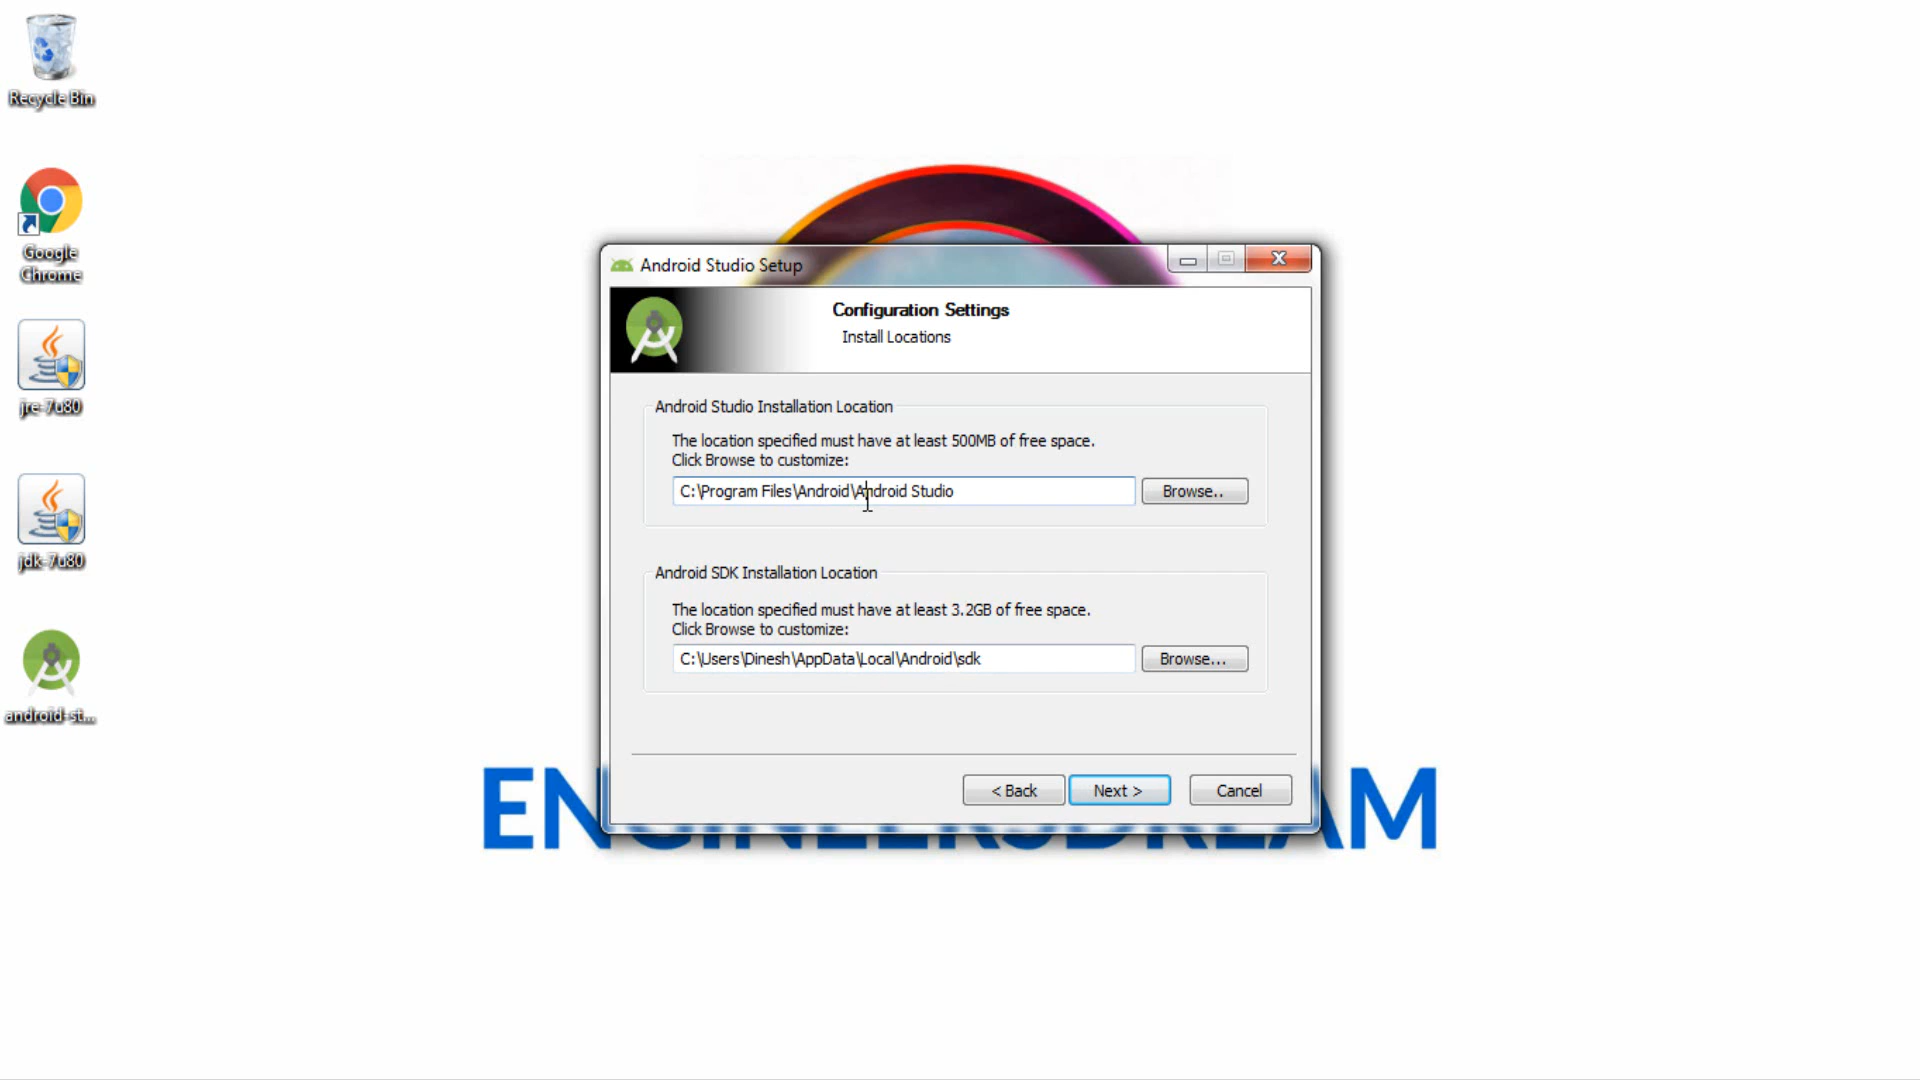 Recycle Bin
Google
Chrome
jre-7u80
jdk-7u80
android-st...
Android Studio Setup
Configuration Settings
Install Locations
Android Studio Installation Location
The location specified must have at least 500MB of free space.
Click Browse to customize:
C:\Program Files\Android\Android Studio
Browse..
Android SDK Installation Location
The location specified must have at least 3.2GB of free space.
Click Browse to customize:
C:\Users\Dinesh\AppData\Local\Android\sdk
Browse...
< Back
Next >
Cancel
ENGINEERSDREAM